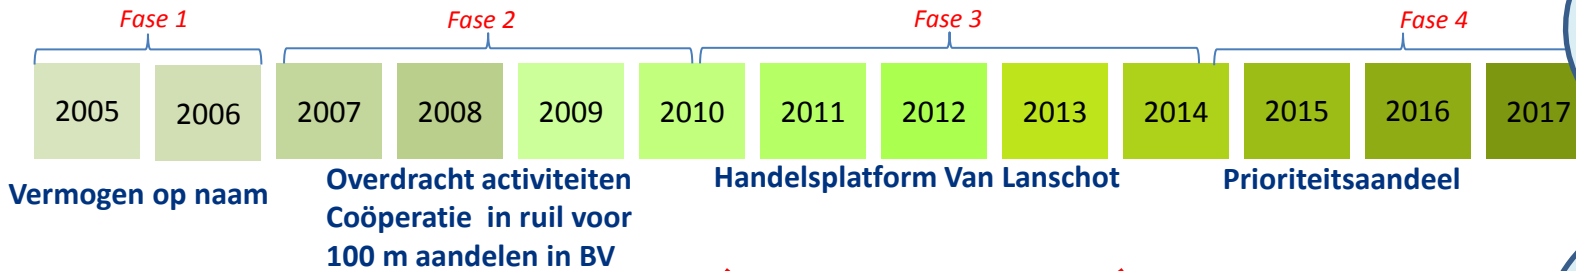 Fase 1 Fase 2 Fase 3 Fase 4
2005 2006 2007 2008 2009 2010 2011 2012 2013 2014 2015 2016 2017
Vermogen op naam
Overdracht activiteiten
Coöperatie in ruil voor
100 m aandelen in BV
Handelsplatform Van Lanschot
Prioriteitsaandeel